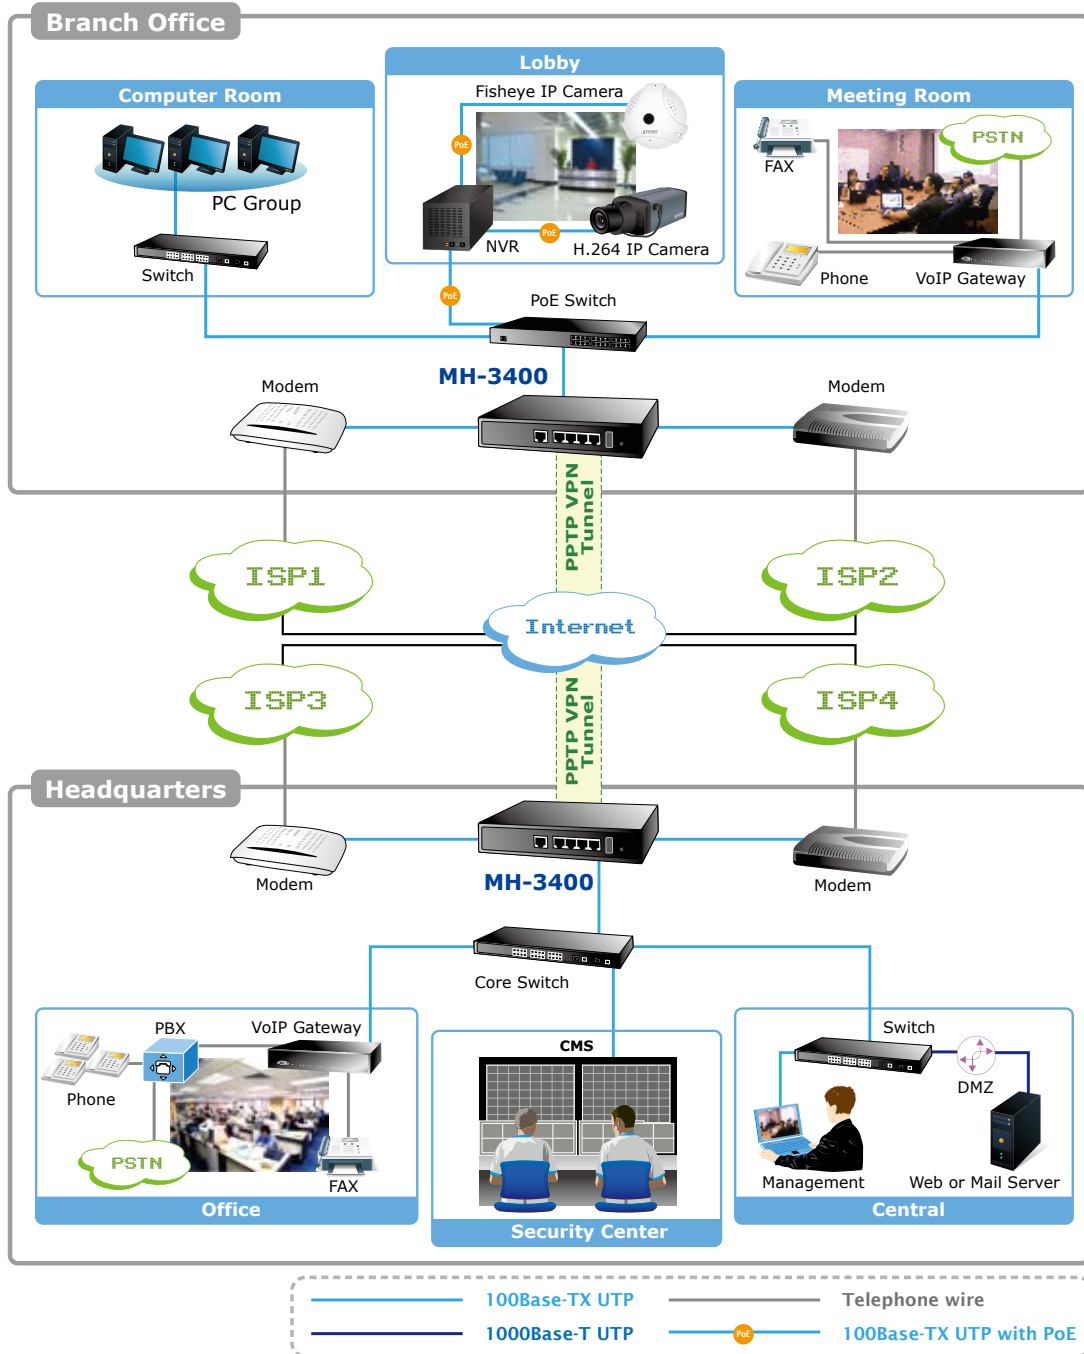 Branch Office
Lobby
Computer Room
Fisheye IP Camera
Meeting Room
PSTN
PoE
FAX
PC Group
NVR
PoE
H.264 IP Camera
Switch
Phone
VoIP Gateway
PoE
PoE Switch
MH-3400
Modem
Modem
PPTP VPN
Tunnel
ISP1
ISP2
Internet
ISP3
ISP4
PPTP VPN
Tunnel
Headquarters
Modem
MH-3400
Modem
Core Switch
PBX
VoIP Gateway
Switch
CMS
Phone
DMZ
PSTN
FAX
Management
Web or Mail Server
Office
Security Center
Central
100Base-TX UTP
Telephone wire
1000Base-T UTP
PoE
100Base-TX UTP with PoE